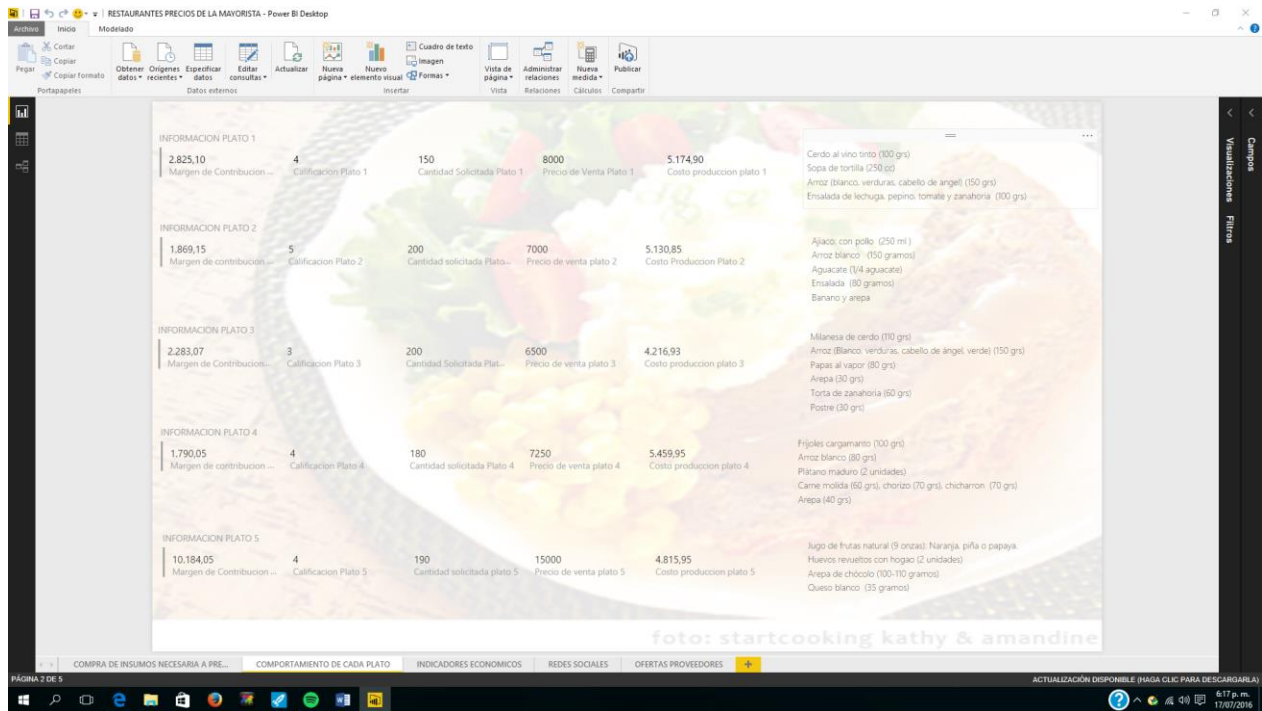 RESTAURANTES PRECIOS DE LA MAYORISTA - Power BI Desktop
Archivo Inicio Modelado
Pegar
Cortar
Copiar
Copiar formato
Portapapeles
Obtener datos
Orígenes recientes
Especificar datos
Editar consultas
Datos externos
Actualizar
Nueva página
Nuevo elemento visual
Cuadro de texto
Imagen
Formas
Insertar
Vista de página
Vista
Administrar relaciones
Relaciones
Nueva medida
Cálculos
Publicar
Compartir
INFORMACION PLATO 1
2.825,10 4 150 8000 5.174,90
Margen de Contribucion ... Calificacion Plato 1 Cantidad Solicitada Plato 1 Precio de Venta Plato 1 Costo produccion plato 1
Cerdo al vino tinto (100 grs)
Sopa de tortilla (250 cc)
Arroz (blanco, verduras, cabello de angel) (150 grs)
Ensalada de lechuga, pepino, tomate y zanahoria (100 grs)
INFORMACION PLATO 2
1.869,15 5 200 7000 5.130,85
Margen de contribucion ... Calificacion Plato 2 Cantidad solicitada Plato... Precio de venta plato 2 Costo Produccion Plato 2
Ajiaco: con pollo (250 ml )
Arroz blanco (150 gramos)
Aguacate (1/4 aguacate)
Ensalada (80 gramos)
Banano y arepa
INFORMACION PLATO 3
2.283,07 3 200 6500 4.216,93
Margen de Contribucion... Calificacion Plato 3 Cantidad Solicitada Plat... Precio de venta plato 3 Costo produccion plato 3
Milanesa de cerdo (110 grs)
Arroz (Blanco, verduras, cabello de ángel, verde) (150 grs)
Papas al vapor (80 grs)
Arepa (30 grs)
Torta de zanahoria (60 grs)
Postre (30 grs)
INFORMACION PLATO 4
1.790,05 4 180 7250 5.459,95
Margen de contribucion ... Calificacion Plato 4 Cantidad solicitada Plato 4 Precio de venta plato 4 Costo produccion plato 4
Frijoles cargamanto (100 grs)
Arroz blanco (80 grs)
Plátano maduro (2 unidades)
Carne molida (60 grs), chorizo (70 grs), chicharron (70 grs)
Arepa (40 grs)
INFORMACION PLATO 5
10.184,05 4 190 15000 4.815,95
Margen de Contribucion ... Calificacion Plato 5 Cantidad solicitada plato 5 Precio de venta plato 5 Costo produccion plato 5
Jugo de frutas natural (9 onzas): Naranja, piña o papaya.
Huevos revueltos con hogao (2 unidades)
Arepa de chócolo (100-110 gramos)
Queso blanco (35 gramos)
foto: startcooking kathy & amandine
Visualizaciones Filtros
Campos
COMPRA DE INSUMOS NECESARIA A PRE... COMPORTAMIENTO DE CADA PLATO INDICADORES ECONOMICOS REDES SOCIALES OFERTAS PROVEEDORES
PÁGINA 2 DE 5 ACTUALIZACIÓN DISPONIBLE (HAGA CLIC PARA DESCARGARLA)
6:17 p. m.
17/07/2016